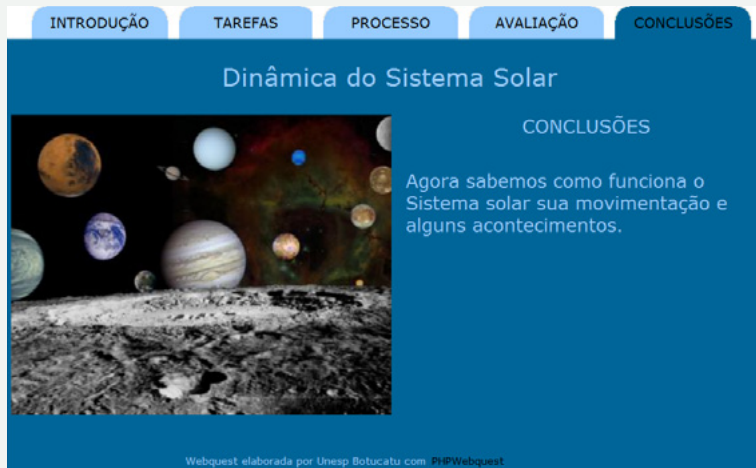 INTRODUÇÃO TAREFAS PROCESSO AVALIAÇÃO CONCLUSÕES
Dinâmica do Sistema Solar
CONCLUSÕES
Agora sabemos como funciona o
Sistema solar sua movimentação e
alguns acontecimentos.
Webquest elaborada por Unesp Botucatu com PHPWebquest